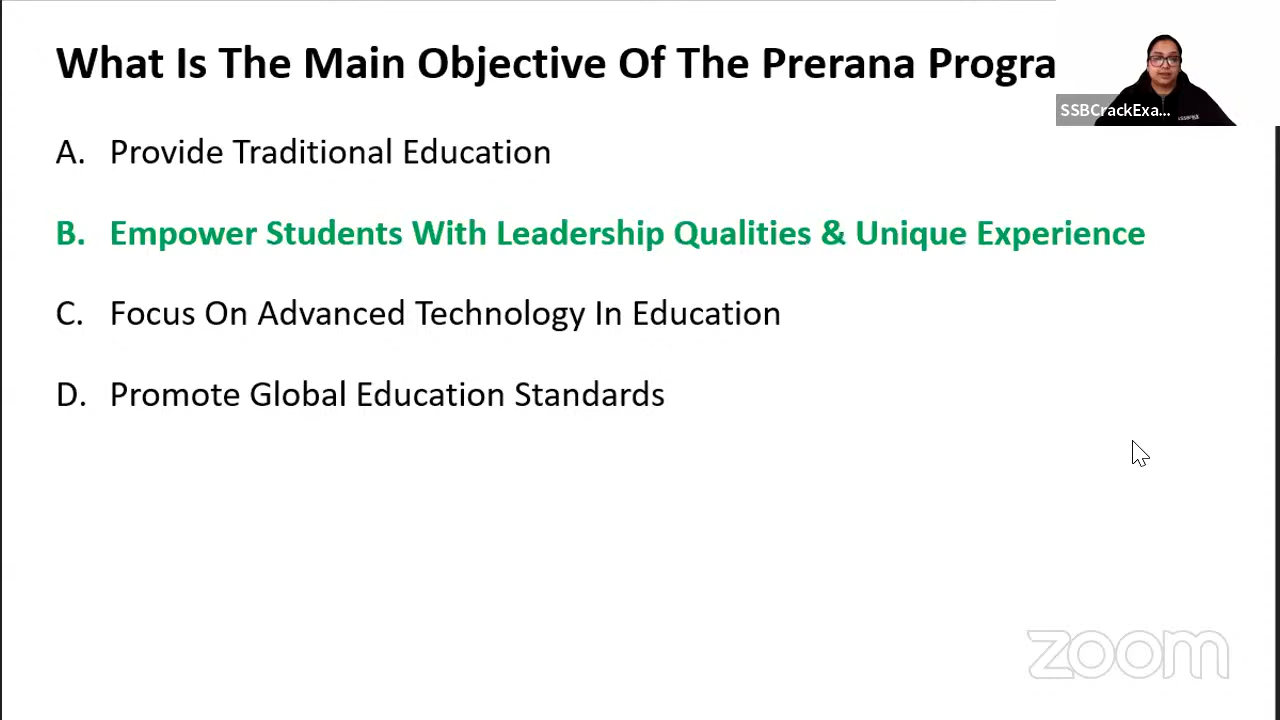 What Is The Main Objective Of The Prerana Progra
SSBCrackExa...
A. Provide Traditional Education
B. Empower Students With Leadership Qualities & Unique Experience
C. Focus On Advanced Technology In Education
D. Promote Global Education Standards
zoom